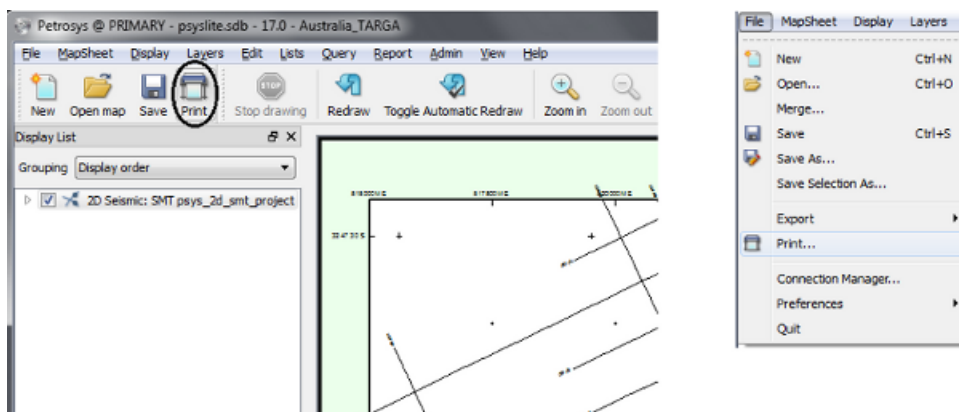 Petrosys @ PRIMARY - psyslite.sdb - 17.0 - Australia_TARGA
File MapSheet Display Layers Edit Lists Query Report Admin View Help
New Open map Save Print Stop drawing Redraw Toggle Automatic Redraw Zoom in Zoom out
STOP
Display List
Grouping Display order
2D Seismic: SMT psys_2d_smt_project
File MapSheet Display Layers
New Ctrl+N
Open... Ctrl+O
Merge...
Save Ctrl+S
Save As...
Save Selection As...
Export
Print...
Connection Manager...
Preferences
Quit